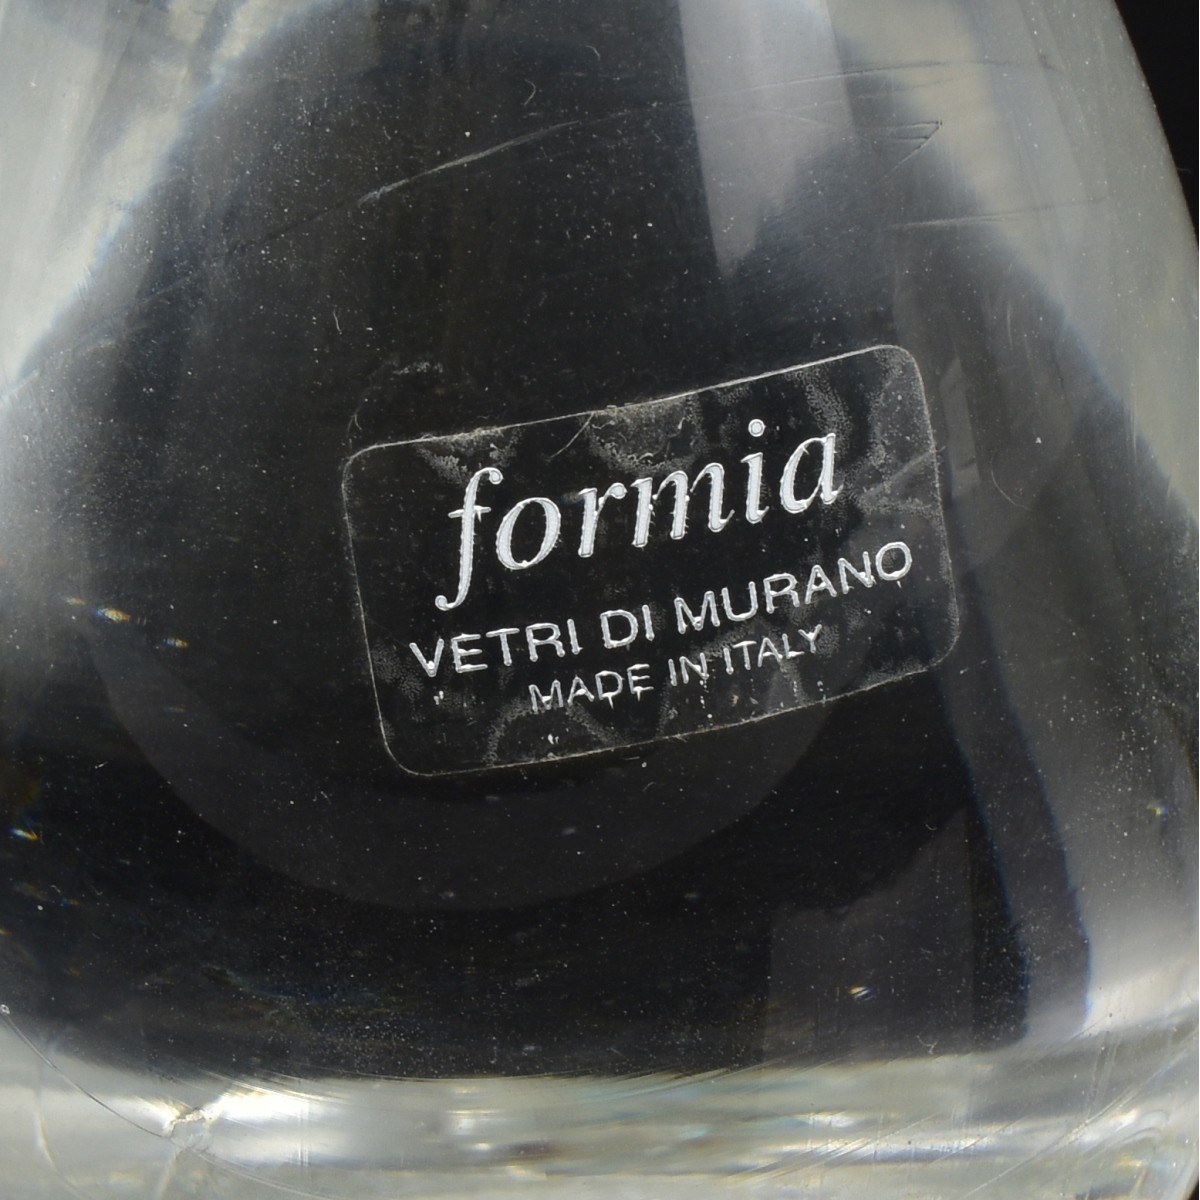 formia
VETRI DI MURANO
MADE IN ITALY